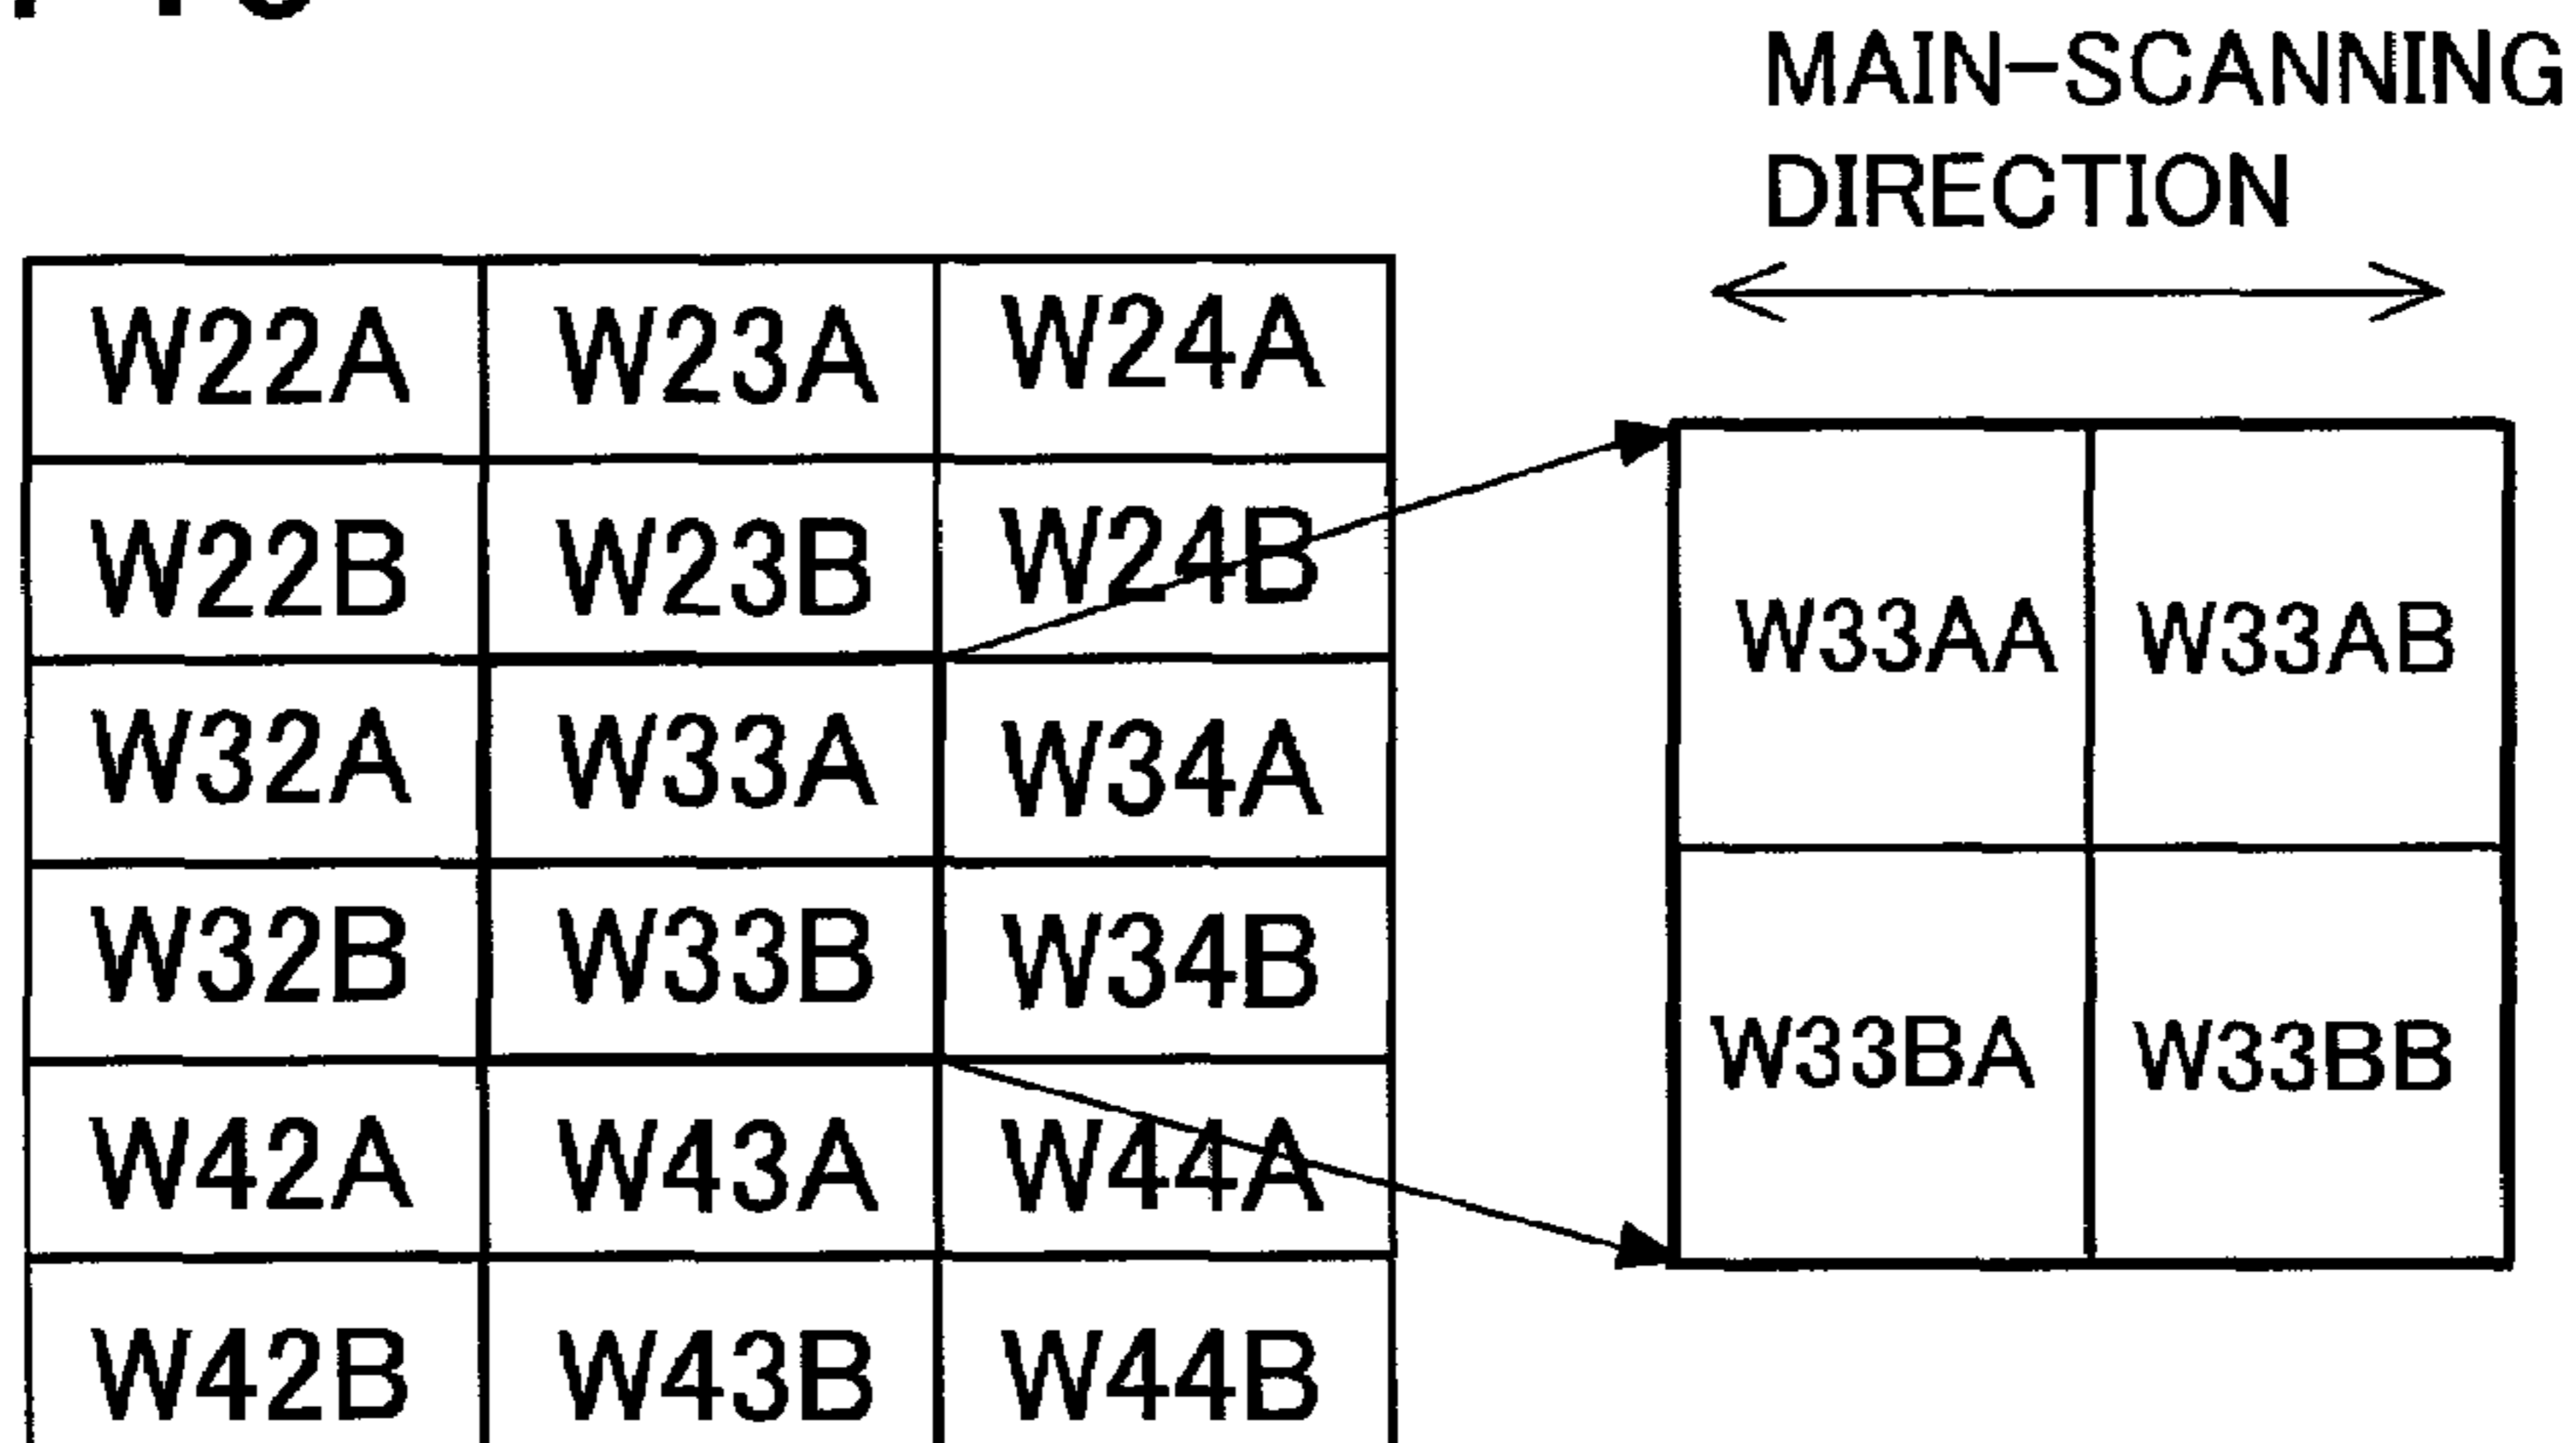 MAIN-SCANNING
DIRECTION
W22A W23A W24A
W22B W23B W24B
W32A W33A W34A
W32B W33B W34B
W42A W43A W44A
W42B W43B W44B
W33AA W33AB
W33BA W33BB